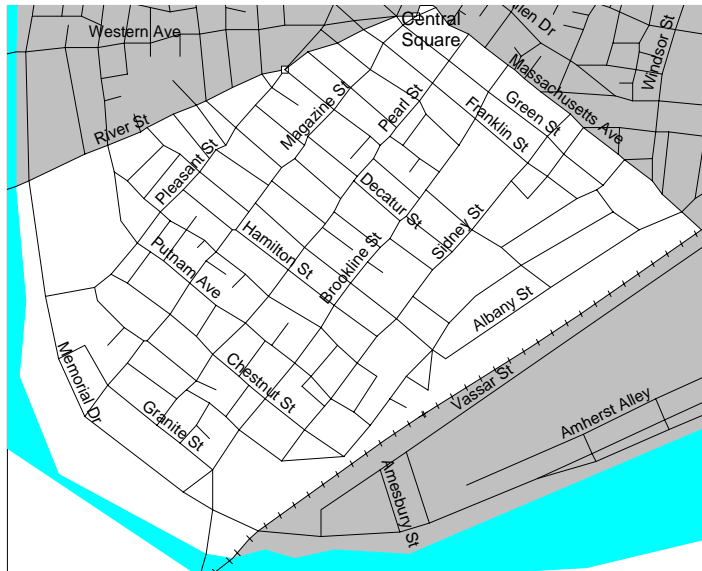 Central
Square
Western Ave
llen Dr
Windsor St
Massachusetts Ave
Magazine St
Pearl St
Green St
Franklin St
River St
Pleasant St
Decatur St
Sidney St
Hamilton St
Brookline St
Putnam Ave
Albany St
Memorial Dr
Chestnut St
Vassar St
Granite St
Amherst Alley
Amesbury St